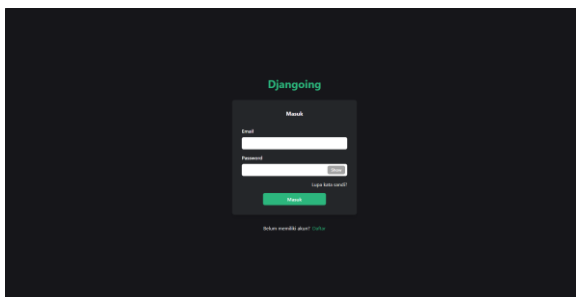 Djangoing
Masuk
Email
Password
Show
Lupa kata sandi?
Masuk
Belum memiliki akun? Daftar